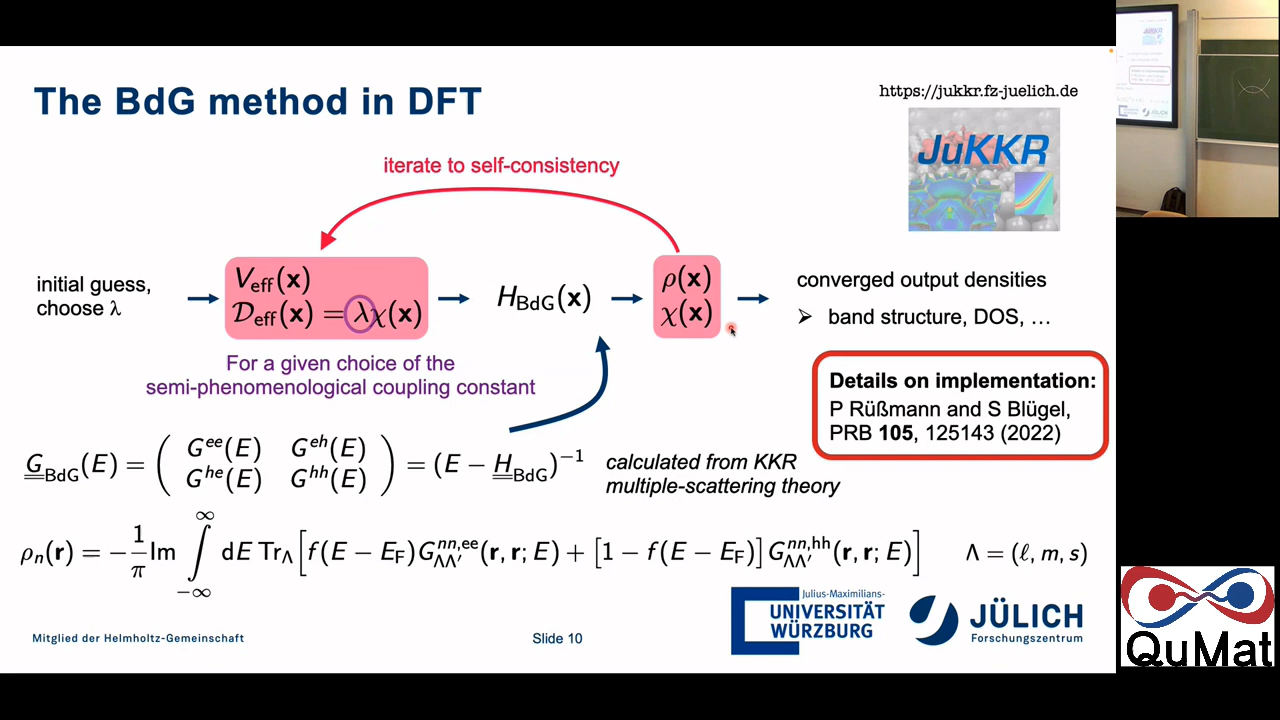 The BdG method in DFT
https://jukkr.fz-juelich.de
JuKKR
iterate to self-consistency
initial guess,
choose λ
V_eff(x)
𝒟_eff(x) = λχ(x)
H_BdG(x)
ρ(x)
χ(x)
converged output densities
➢ band structure, DOS, …
For a given choice of the
semi-phenomenological coupling constant
Details on implementation:
P Rüßmann and S Blügel,
PRB 105, 125143 (2022)
G_BdG(E) = ( G^ee(E) G^eh(E) G^he(E) G^hh(E) ) = (E − H_BdG)^−1
calculated from KKR
multiple-scattering theory
ρ_n(r) = −1/π Im ∫_−∞^∞ dE Tr_Λ[f(E − E_F)G_ΛΛ′^nn,ee(r, r; E) + [1 − f(E − E_F)]G_ΛΛ′^nn,hh(r, r; E)]
Λ = (ℓ, m, s)
Mitglied der Helmholtz-Gemeinschaft
Slide 10
Julius-Maximilians-
UNIVERSITÄT
WÜRZBURG
JÜLICH
Forschungszentrum
QuMat